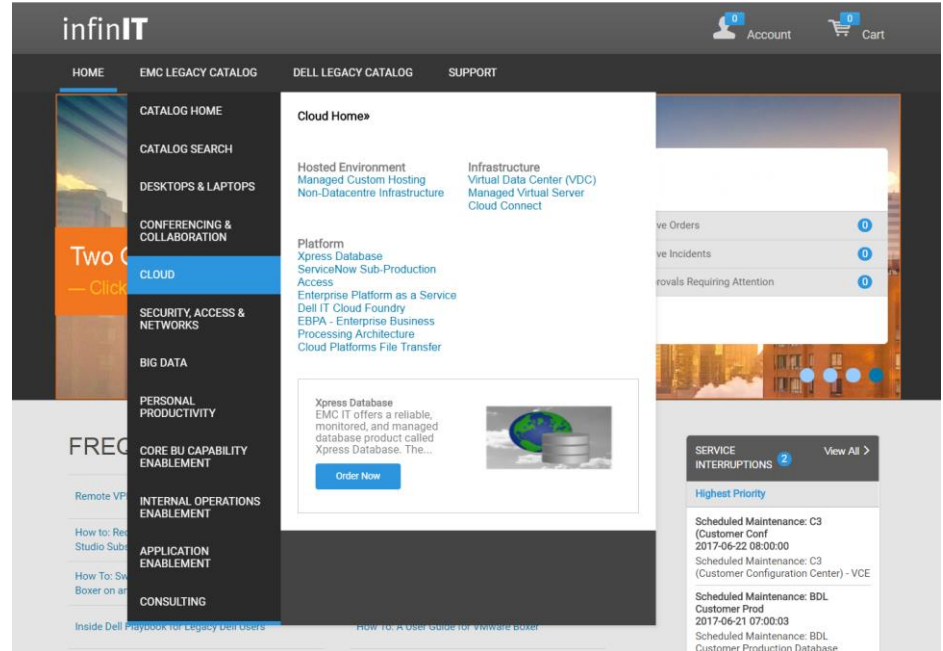 infinIT
0
Account
0
Cart
HOME
EMC LEGACY CATALOG
DELL LEGACY CATALOG
SUPPORT
CATALOG HOME
CATALOG SEARCH
DESKTOPS & LAPTOPS
CONFERENCING &
COLLABORATION
CLOUD
SECURITY, ACCESS &
NETWORKS
BIG DATA
PERSONAL
PRODUCTIVITY
CORE BU CAPABILITY
ENABLEMENT
INTERNAL OPERATIONS
ENABLEMENT
APPLICATION
ENABLEMENT
CONSULTING
Cloud Home»
Hosted Environment
Managed Custom Hosting
Non-Datacentre Infrastructure
Infrastructure
Virtual Data Center (VDC)
Managed Virtual Server
Cloud Connect
Platform
Xpress Database
ServiceNow Sub-Production
Access
Enterprise Platform as a Service
Dell IT Cloud Foundry
EBPA - Enterprise Business
Processing Architecture
Cloud Platforms File Transfer
Xpress Database
EMC IT offers a reliable,
monitored, and managed
database product called
Xpress Database. The...
Order Now
Two
— Click
Orders
0
Incidents
0
Requiring Attention
0
FREQ
Remote VP
How to: Re
Studio Subs
How To: Sw
Boxer on an
Inside Dell Playbook for Legacy Dell Users
How To: A User Guide for VMware Boxer
SERVICE
INTERRUPTIONS 2
View All >
Highest Priority
Scheduled Maintenance: C3
(Customer Conf
2017-06-22 08:00:00
Scheduled Maintenance: C3
(Customer Configuration Center) - VCE
Scheduled Maintenance: BDL
Customer Prod
2017-06-21 07:00:03
Scheduled Maintenance: BDL
Customer Production Database